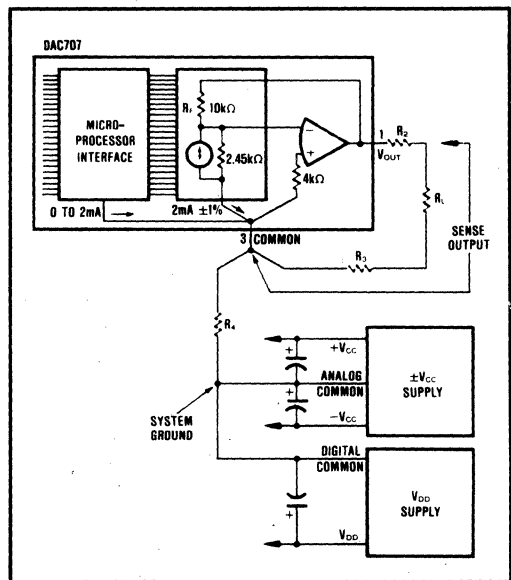 DAC707
MICRO-
PROCESSOR
INTERFACE
RF 10kΩ
2.45kΩ
4kΩ
−
+
1
VOUT
R2
RL
SENSE
OUTPUT
0 TO 2mA
2mA ±1%
3 COMMON
R3
R4
SYSTEM
GROUND
+
+VCC
ANALOG
COMMON
+
−VCC
±VCC
SUPPLY
DIGITAL
COMMON
+
VDD
VDD
SUPPLY